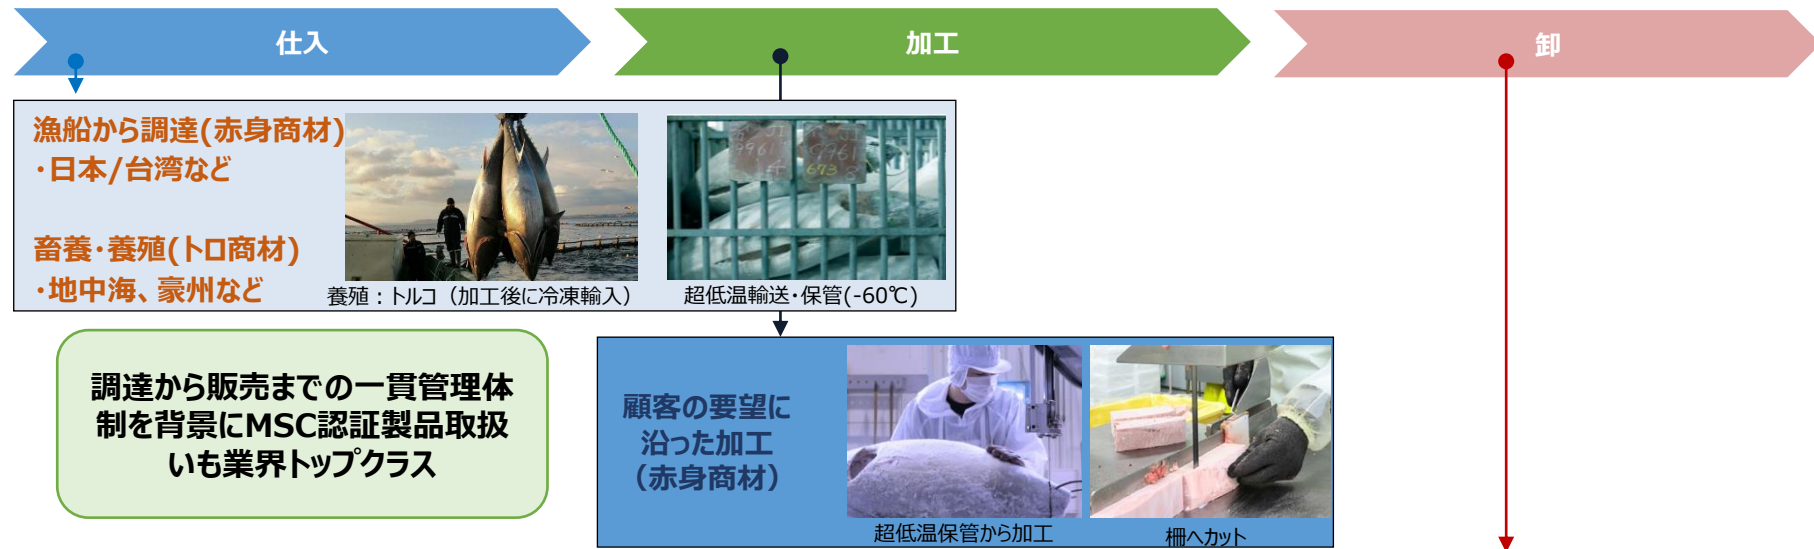 仕入
加工
卸
漁船から調達(赤身商材)
・日本/台湾など
畜養・養殖(トロ商材)
・地中海、豪州など
養殖：トルコ（加工後に冷凍輸入）
超低温輸送・保管(-60℃)
9961
9961
673 8
調達から販売までの一貫管理体
制を背景にMSC認証製品取扱
いも業界トップクラス
顧客の要望に
沿った加工
（赤身商材）
超低温保管から加工
柵へカット